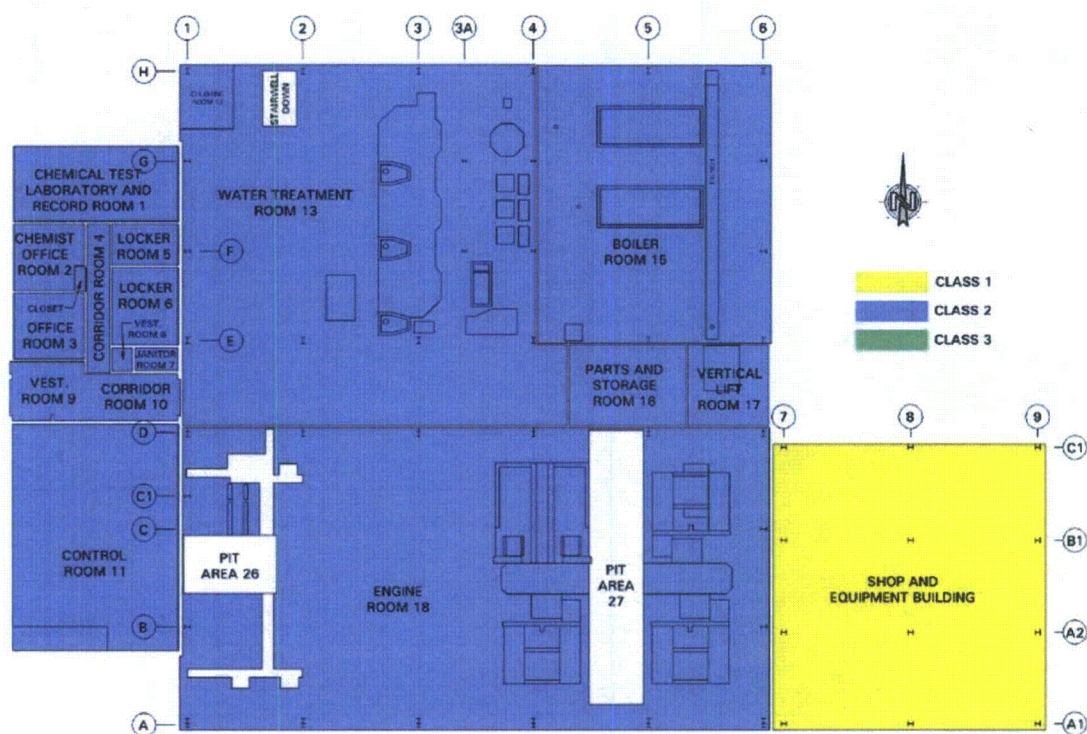 1
2
3
3A
4
5
6
H
STAIRWELL
DOWN
G
CHEMICAL TEST
LABORATORY AND
RECORD ROOM 1
WATER TREATMENT
ROOM 13
N
CHEMIST
OFFICE
ROOM 2
CORRIDOR ROOM 4
LOCKER
ROOM 5
F
BOILER
ROOM 15
CLASS 1
CLASS 2
CLASS 3
LOCKER
ROOM 6
CLOSET
OFFICE
ROOM 3
VEST.
ROOM 8
JANITOR
ROOM 7
E
VEST.
ROOM 9
CORRIDOR
ROOM 10
PARTS AND
STORAGE
ROOM 16
VERTICAL
LIFT
ROOM 17
7
8
9
D
C1
C1
C
CONTROL
ROOM 11
PIT
AREA 26
ENGINE
ROOM 18
PIT
AREA
27
B1
SHOP AND
EQUIPMENT BUILDING
B
A2
A
A1